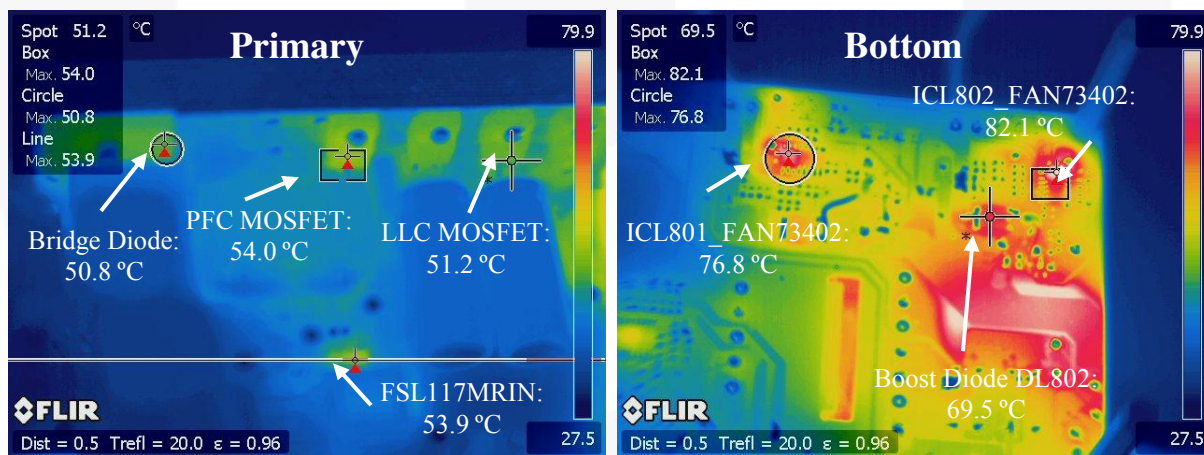 Spot 51.2 °C
Box
Max. 54.0
Circle
Max. 50.8
Line
Max. 53.9
Primary
79.9
Bridge Diode:
50.8 ºC
PFC MOSFET:
54.0 ºC
LLC MOSFET:
51.2 ºC
FSL117MRIN:
53.9 ºC
FLIR
Dist = 0.5 Trefl = 20.0 ε = 0.96
27.5
Spot 69.5 °C
Box
Max. 82.1
Circle
Max. 76.8
Bottom
79.9
ICL802_FAN73402:
82.1 ºC
ICL801_FAN73402:
76.8 ºC
Boost Diode DL802:
69.5 ºC
FLIR
Dist = 0.5 Trefl = 20.0 ε = 0.96
27.5